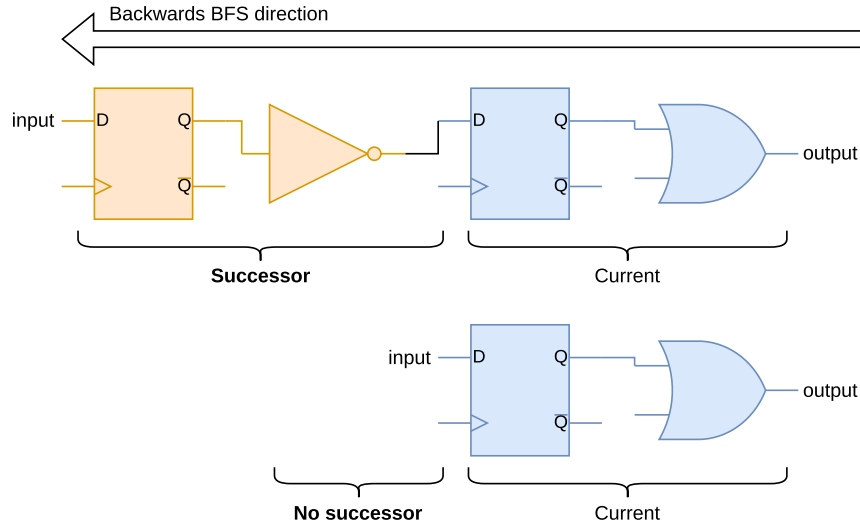 Backwards BFS direction
input D Q D Q output
Q Q
Successor Current
input D Q output
Q
No successor Current